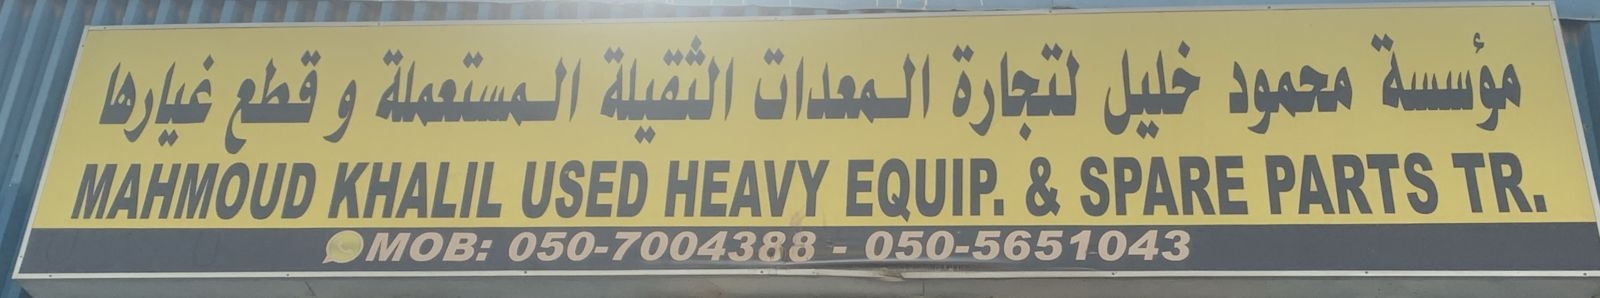 مؤسسة محمود خليل لتجارة المعدات الثقيلة المستعملة و قطع غيارها
MAHMOUD KHALIL USED HEAVY EQUIP. & SPARE PARTS TR.
MOB: 050-7004388 - 050-5651043